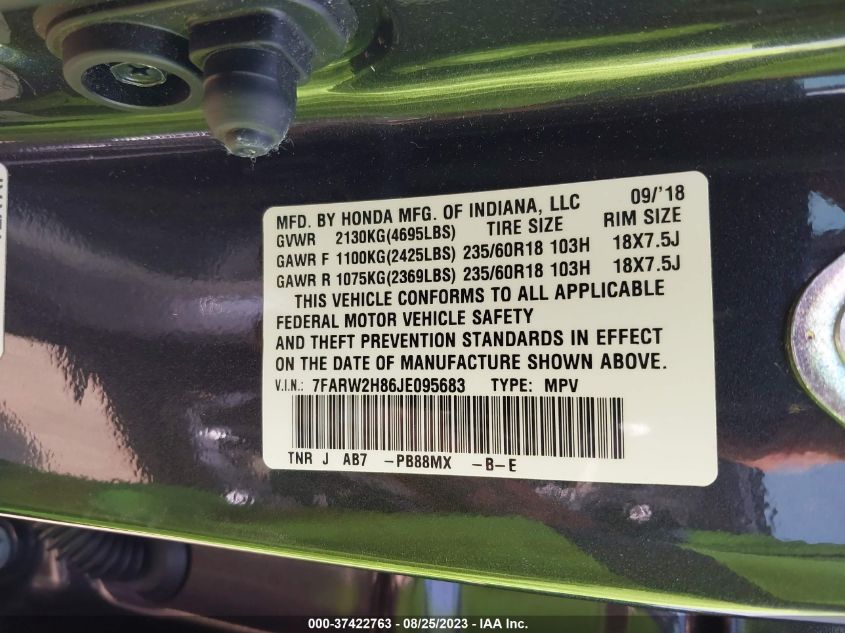 MFD. BY HONDA MFG. OF INDIANA, LLC 09/'18
GVWR 2130KG(4695LBS) TIRE SIZE RIM SIZE
GAWR F 1100KG(2425LBS) 235/60R18 103H 18X7.5J
GAWR R 1075KG(2369LBS) 235/60R18 103H 18X7.5J
THIS VEHICLE CONFORMS TO ALL APPLICABLE
FEDERAL MOTOR VEHICLE SAFETY
AND THEFT PREVENTION STANDARDS IN EFFECT
ON THE DATE OF MANUFACTURE SHOWN ABOVE.
V.I.N.: 7FARW2H86JE095683 TYPE: MPV
TNR J AB7 -PB88MX -B-E
000-37422763 - 08/25/2023 - IAA Inc.